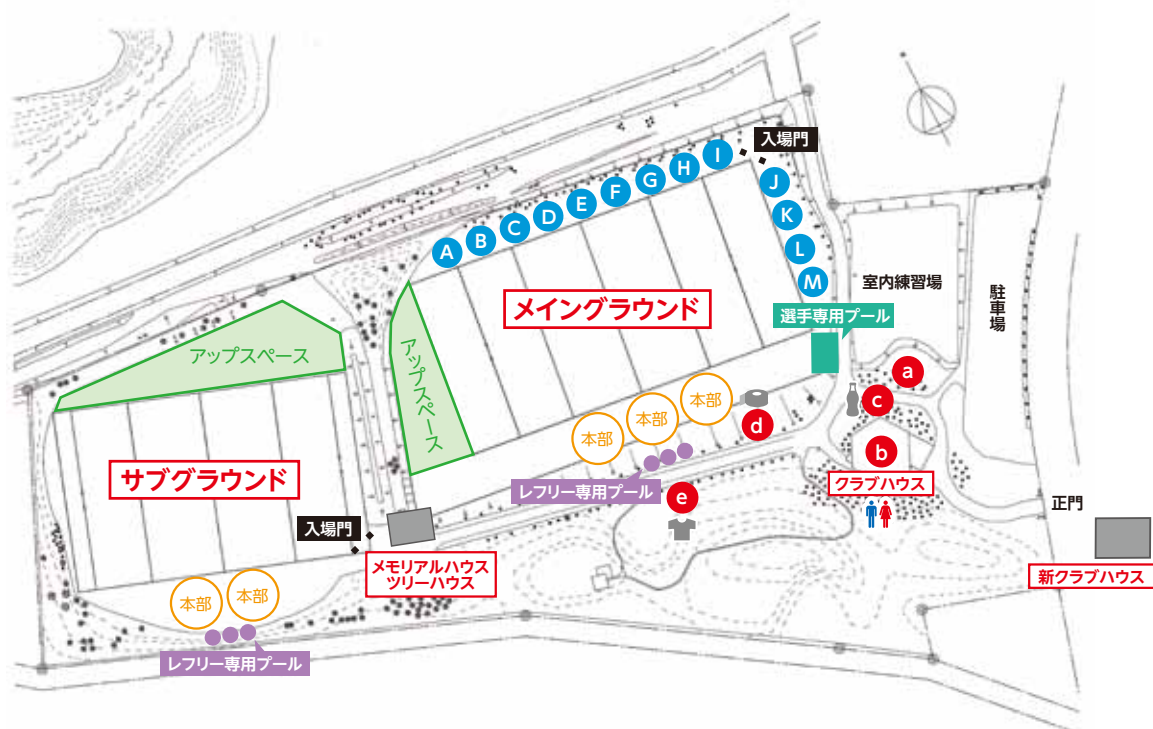 入場門
I
H
G
F
E
D
C
B
A
J
K
L
M
メイングラウンド
室内練習場
駐車場
選手専用プール
アップスペース
アップスペース
a
c
b
d
e
本部
本部
本部
レフリー専用プール
クラブハウス
サブグラウンド
正門
入場門
メモリアルハウス
ツリーハウス
新クラブハウス
本部
本部
レフリー専用プール